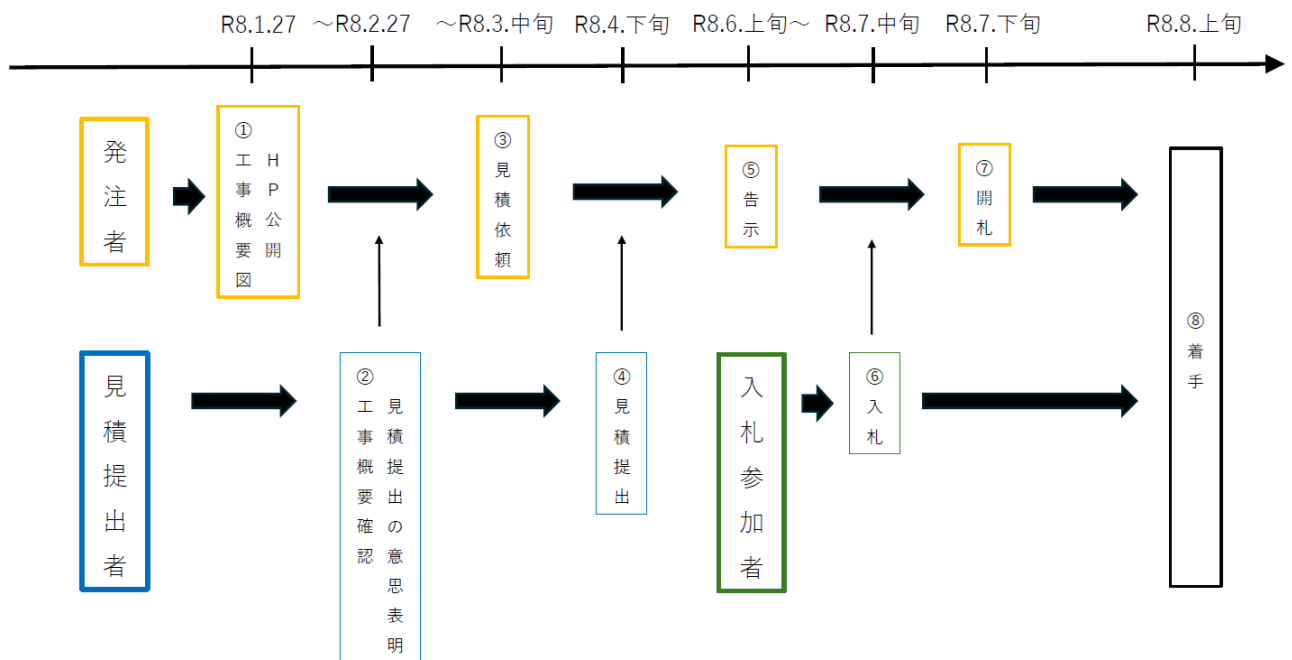 R8.1.27
～R8.2.27
～R8.3.中旬
R8.4.下旬
R8.6.上旬～
R8.7.中旬
R8.7.下旬
R8.8.上旬
発注者
①
工事概要図
HP公開
③
見積依頼
⑤
告示
⑦
開札
⑧
着手
見積提出者
②
工事概要確認
見積提出の意思表明
④
見積提出
入札参加者
⑥
入札